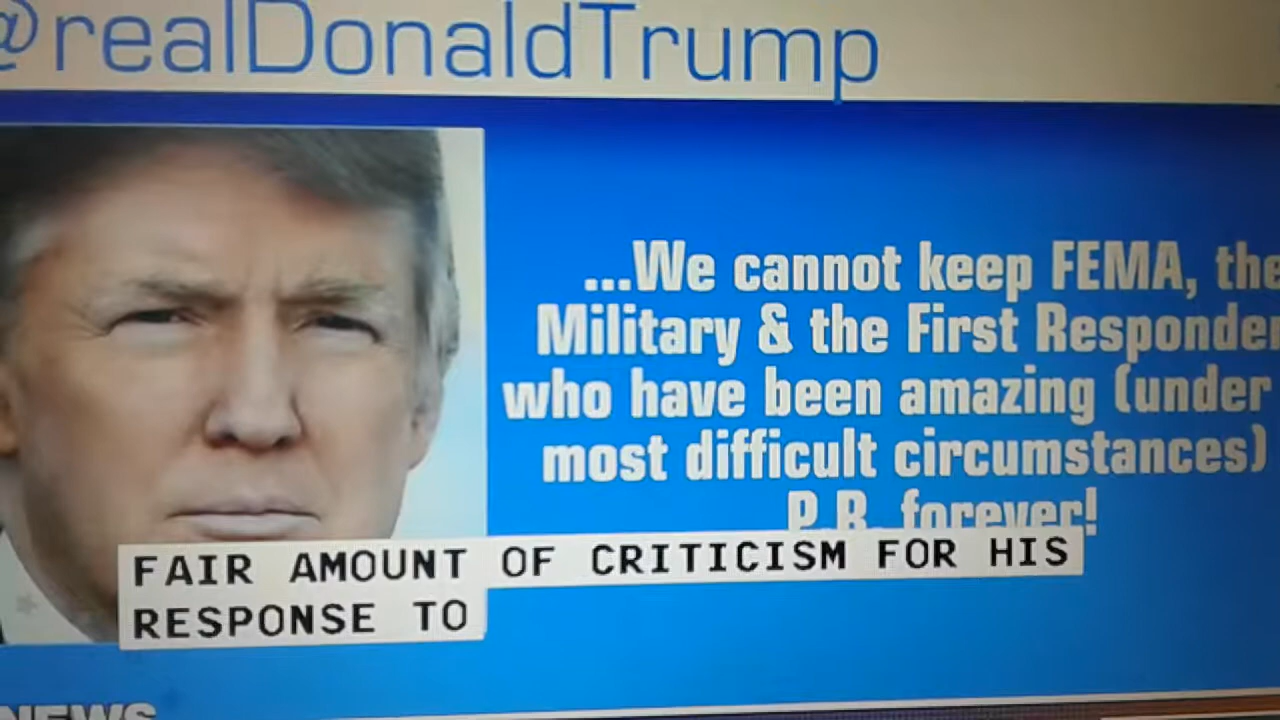 @realDonaldTrump
...We cannot keep FEMA, the
Military & the First Responder
who have been amazing (under
most difficult circumstances)
P.R. forever!
FAIR AMOUNT OF CRITICISM FOR HIS
RESPONSE TO
NEWS